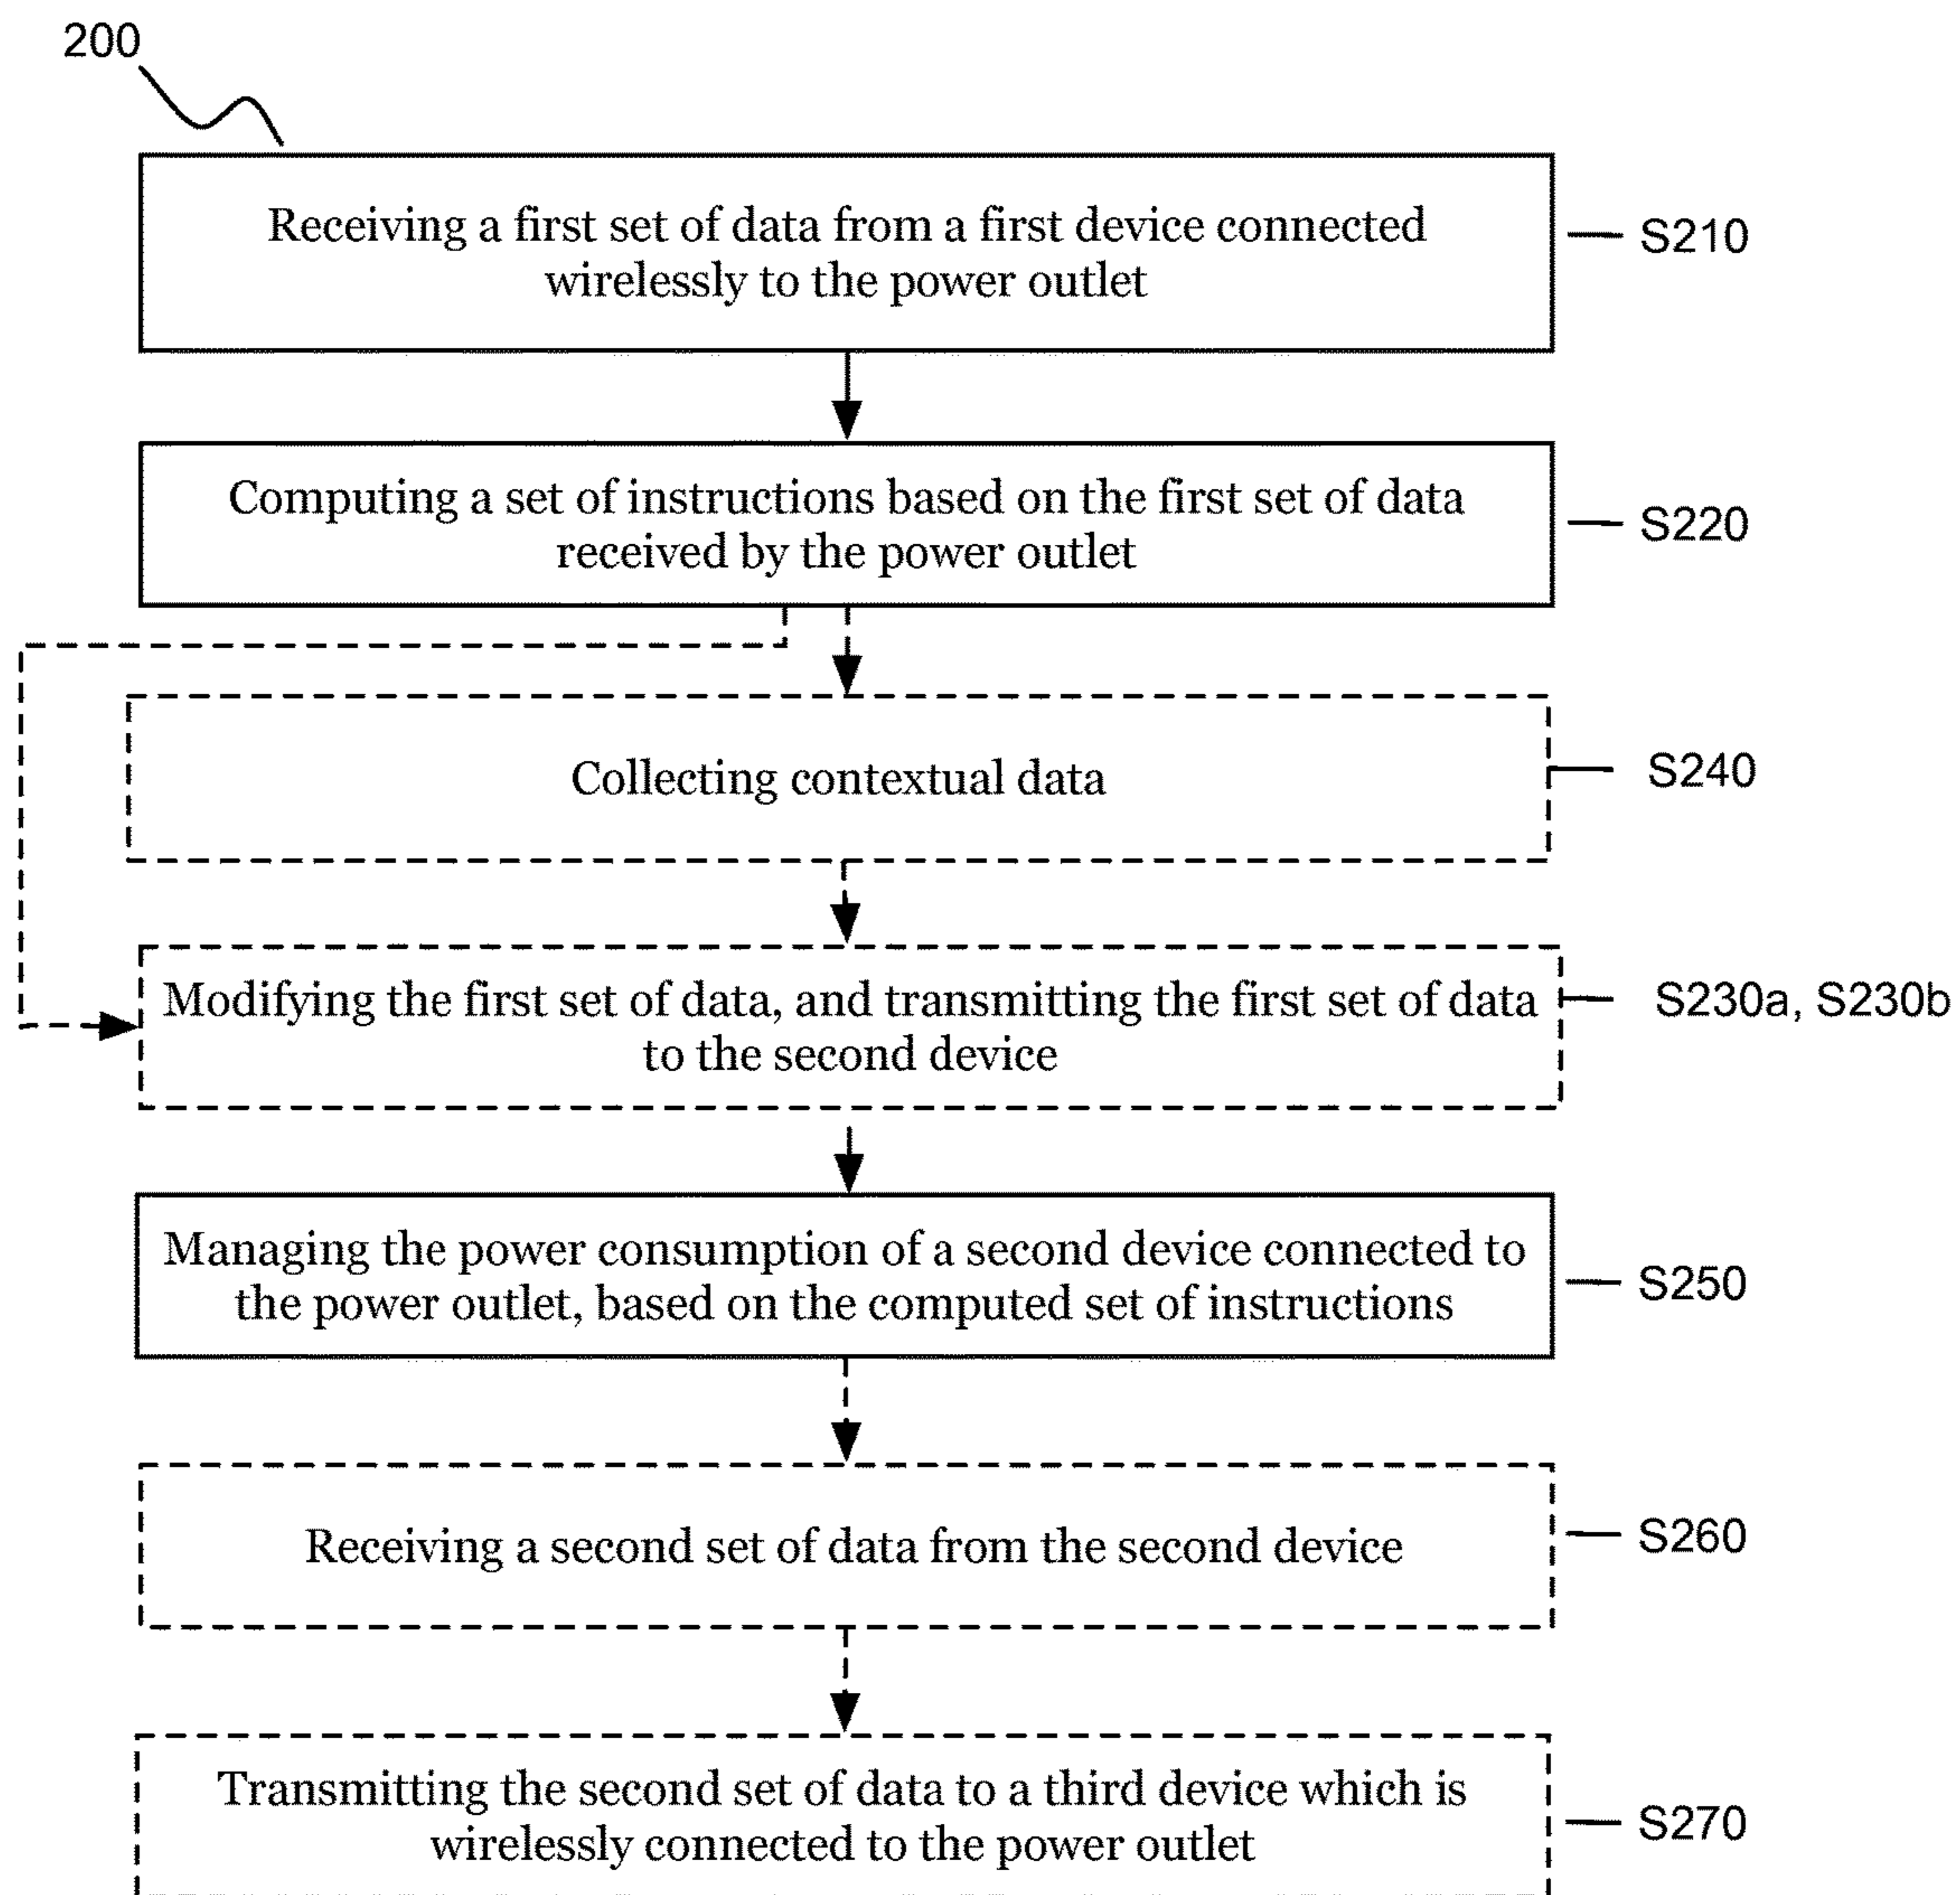 200
Receiving a first set of data from a first device connected
wirelessly to the power outlet
S210
Computing a set of instructions based on the first set of data
received by the power outlet
S220
Collecting contextual data
S240
Modifying the first set of data, and transmitting the first set of data
to the second device
S230a, S230b
Managing the power consumption of a second device connected to
the power outlet, based on the computed set of instructions
S250
Receiving a second set of data from the second device
S260
Transmitting the second set of data to a third device which is
wirelessly connected to the power outlet
S270